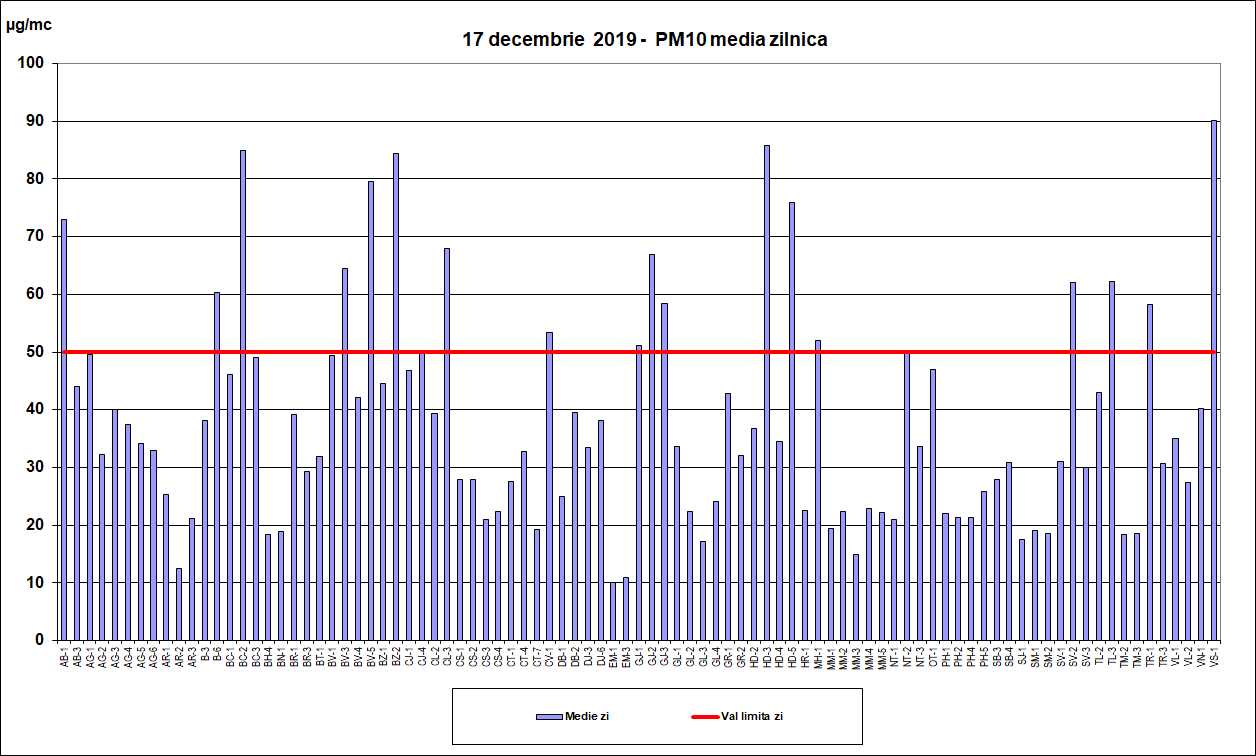 µg/mc
17 decembrie 2019 - PM10 media zilnica
100
90
80
70
60
50
40
30
20
10
0
AB-1 AB-3 AG-1 AG-2 AG-3 AG-4 AG-5 AG-6 AR-1 AR-2 AR-3 B-3 B-6 BC-1 BC-2 BC-3 BH-4 BN-1 BR-1 BR-3 BT-1 BV-1 BV-3 BV-4 BV-5 BZ-1 BZ-2 CJ-1 CJ-4 CL-2 CL-3 CS-1 CS-2 CS-3 CS-4 CT-1 CT-4 CT-7 CV-1 DB-1 DB-2 DJ-3 DJ-6 EM-1 EM-3 GJ-1 GJ-2 GJ-3 GL-1 GL-2 GL-3 GL-4 GR-1 GR-2 HD-2 HD-3 HD-4 HD-5 HR-1 MH-1 MM-1 MM-2 MM-3 MM-4 MM-5 NT-1 NT-2 NT-3 OT-1 PH-1 PH-2 PH-4 PH-5 SB-3 SB-4 SJ-1 SM-1 SM-2 SV-1 SV-2 SV-3 TL-2 TL-3 TM-2 TM-3 TR-1 TR-3 VL-1 VL-2 VN-1 VS-1
Medie zi Val limita zi